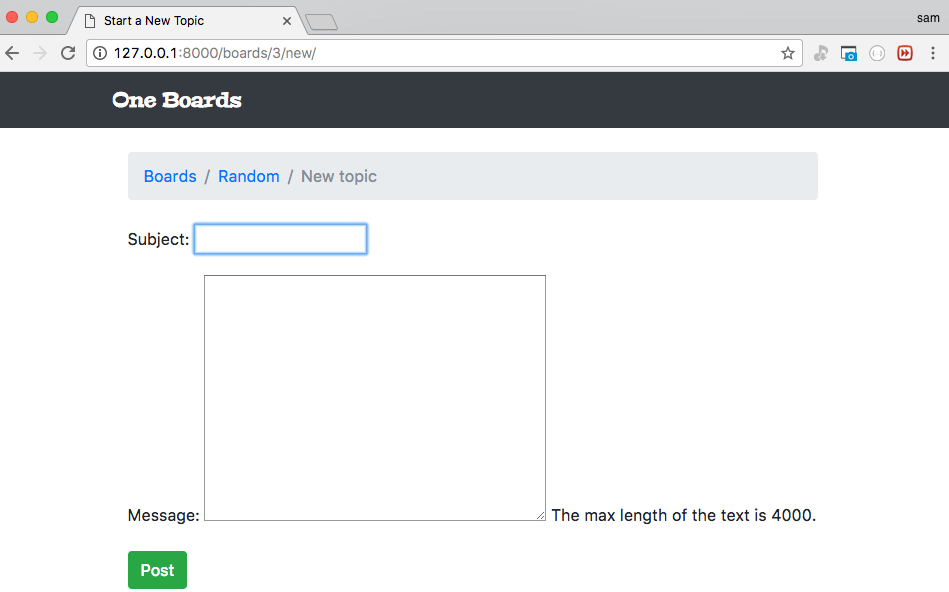 Start a New Topic
sam
127.0.0.1:8000/boards/3/new/
One Boards
Boards / Random / New topic
Subject:
Message: The max length of the text is 4000.
Post